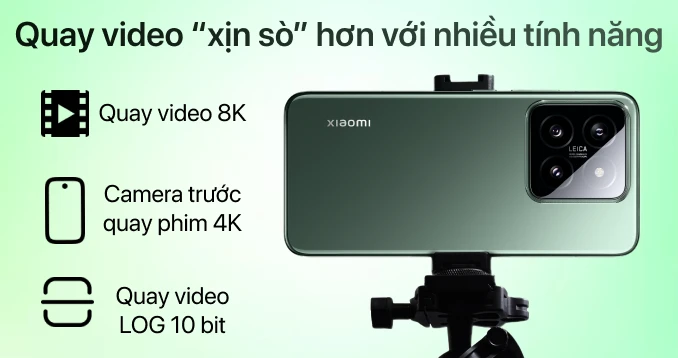 Quay video “xịn sò” hơn với nhiều tính năng
Quay video 8K
Camera trước
quay phim 4K
Quay video
LOG 10 bit
xiaomi
LEICA